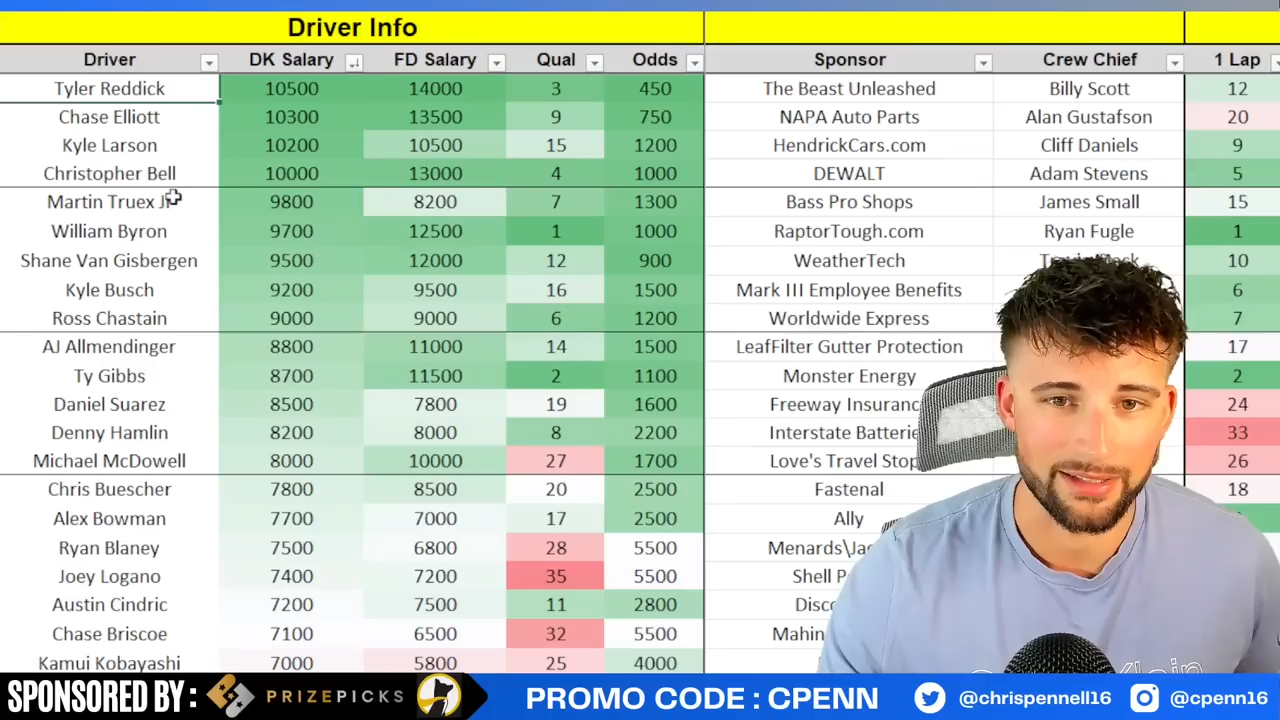 Driver Info
Driver DK Salary FD Salary Qual Odds Sponsor Crew Chief 1 Lap
Tyler Reddick 10500 14000 3 450 The Beast Unleashed Billy Scott 12
Chase Elliott 10300 13500 9 750 NAPA Auto Parts Alan Gustafson 20
Kyle Larson 10200 10500 15 1200 HendrickCars.com Cliff Daniels 9
Christopher Bell 10000 13000 4 1000 DEWALT Adam Stevens 5
Martin Truex 9800 8200 7 1300 Bass Pro Shops James Small 15
William Byron 9700 12500 1 1000 RaptorTough.com Ryan Fugle 1
Shane Van Gisbergen 9500 12000 12 900 WeatherTech 10
Kyle Busch 9200 9500 16 1500 Mark III Employee Benefits 6
Ross Chastain 9000 9000 6 1200 Worldwide Express 7
AJ Allmendinger 8800 11000 14 1500 LeafFilter Gutter Protection 17
Ty Gibbs 8700 11500 2 1100 Monster Energy 2
Daniel Suarez 8500 7800 19 1600 Freeway 24
Denny Hamlin 8200 8000 8 2200 Interstate 33
Michael McDowell 8000 10000 27 1700 Love's Travel 26
Chris Buescher 7800 8500 20 2500 Fastenal 18
Alex Bowman 7700 7000 17 2500 Ally
Ryan Blaney 7500 6800 28 5500
Joey Logano 7400 7200 35 5500 Shell
Austin Cindric 7200 7500 11 2800
Chase Briscoe 7100 6500 32 5500
Kamui Kobayashi 7000 5800 25 4000
SPONSORED BY : PRIZEPICKS PROMO CODE : CPENN @chrispennell16 @cpenn16